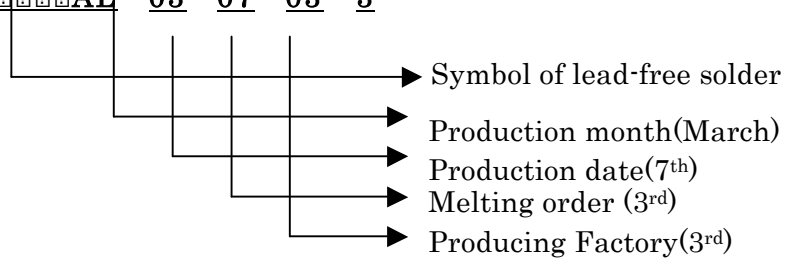 AL 03 07 03 3
Symbol of lead-free solder
Production month(March)
Production date(7th)
Melting order (3rd)
Producing Factory(3rd)